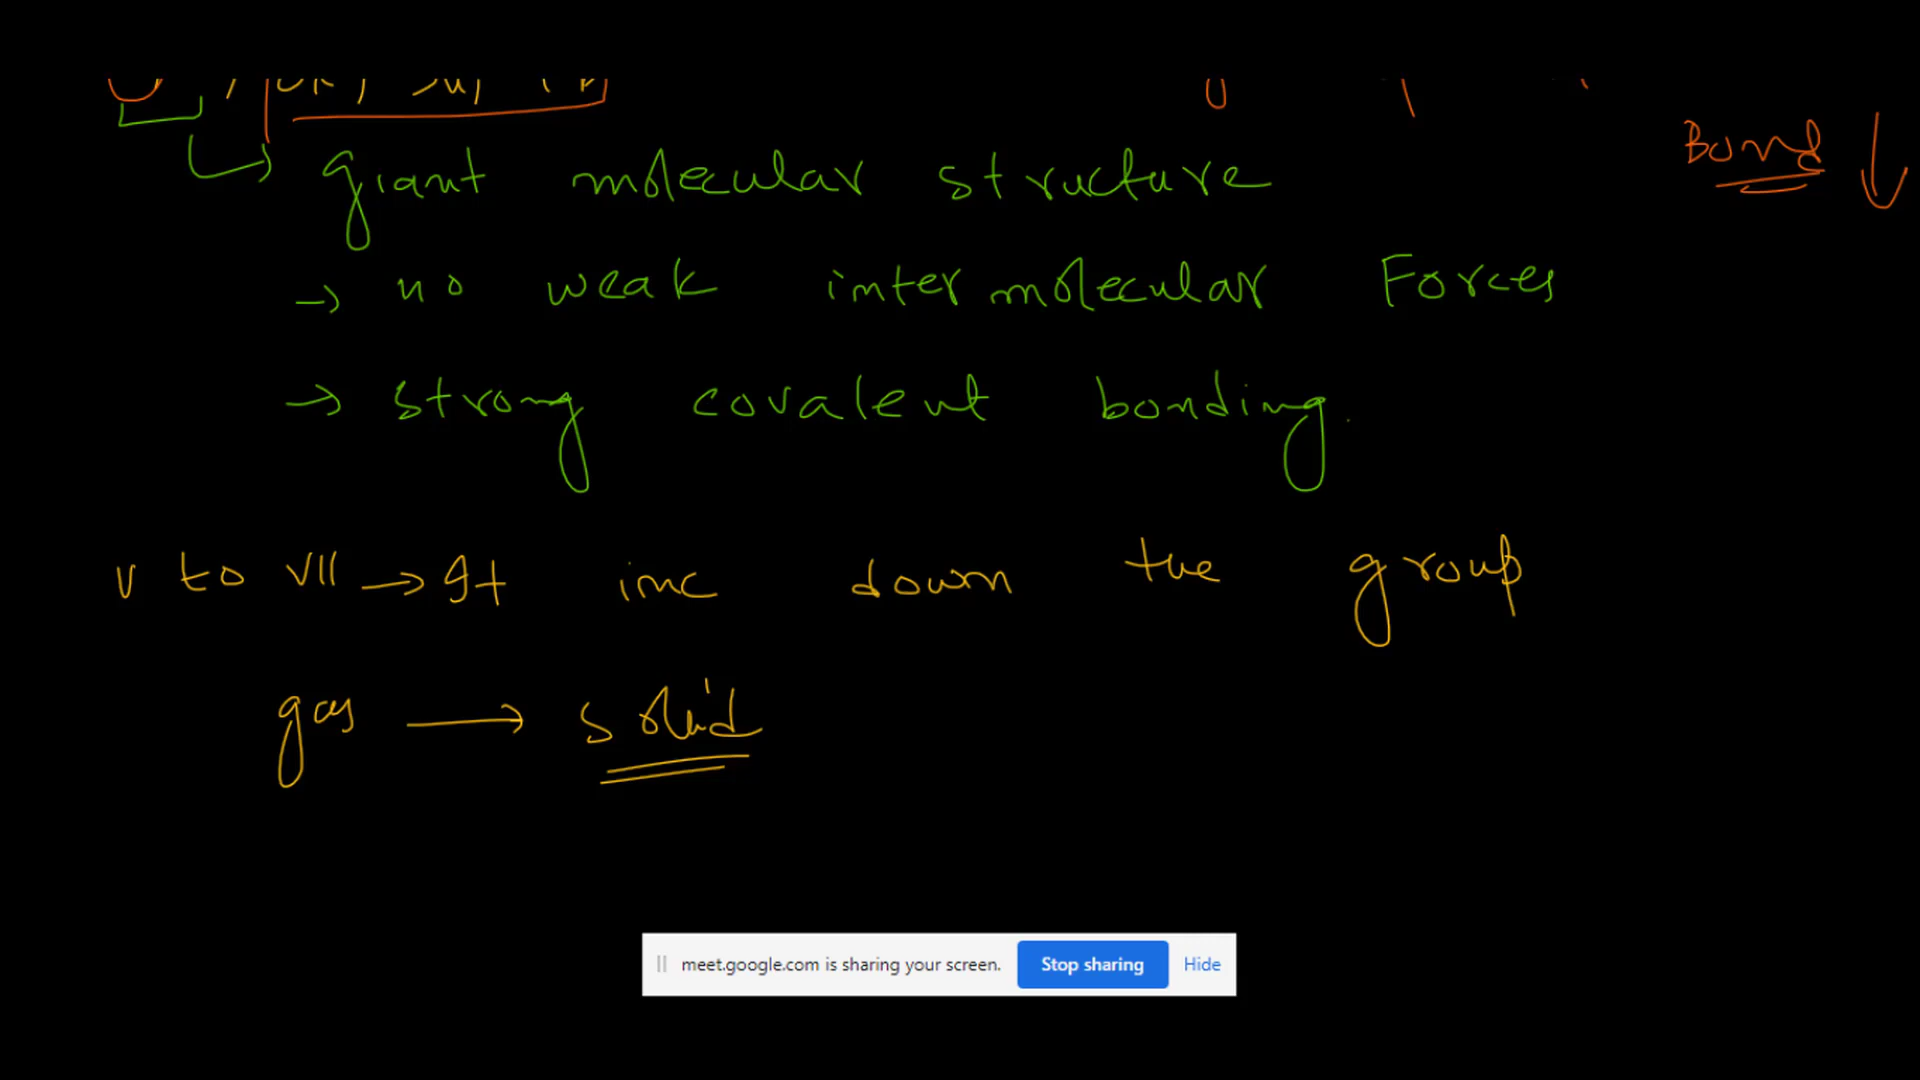 Bond ↓
giant molecular structure
→ no weak intermolecular Forces
→ strong covalent bonding.
V to VII → It inc down the group
gas → solid
meet.google.com is sharing your screen. Stop sharing Hide